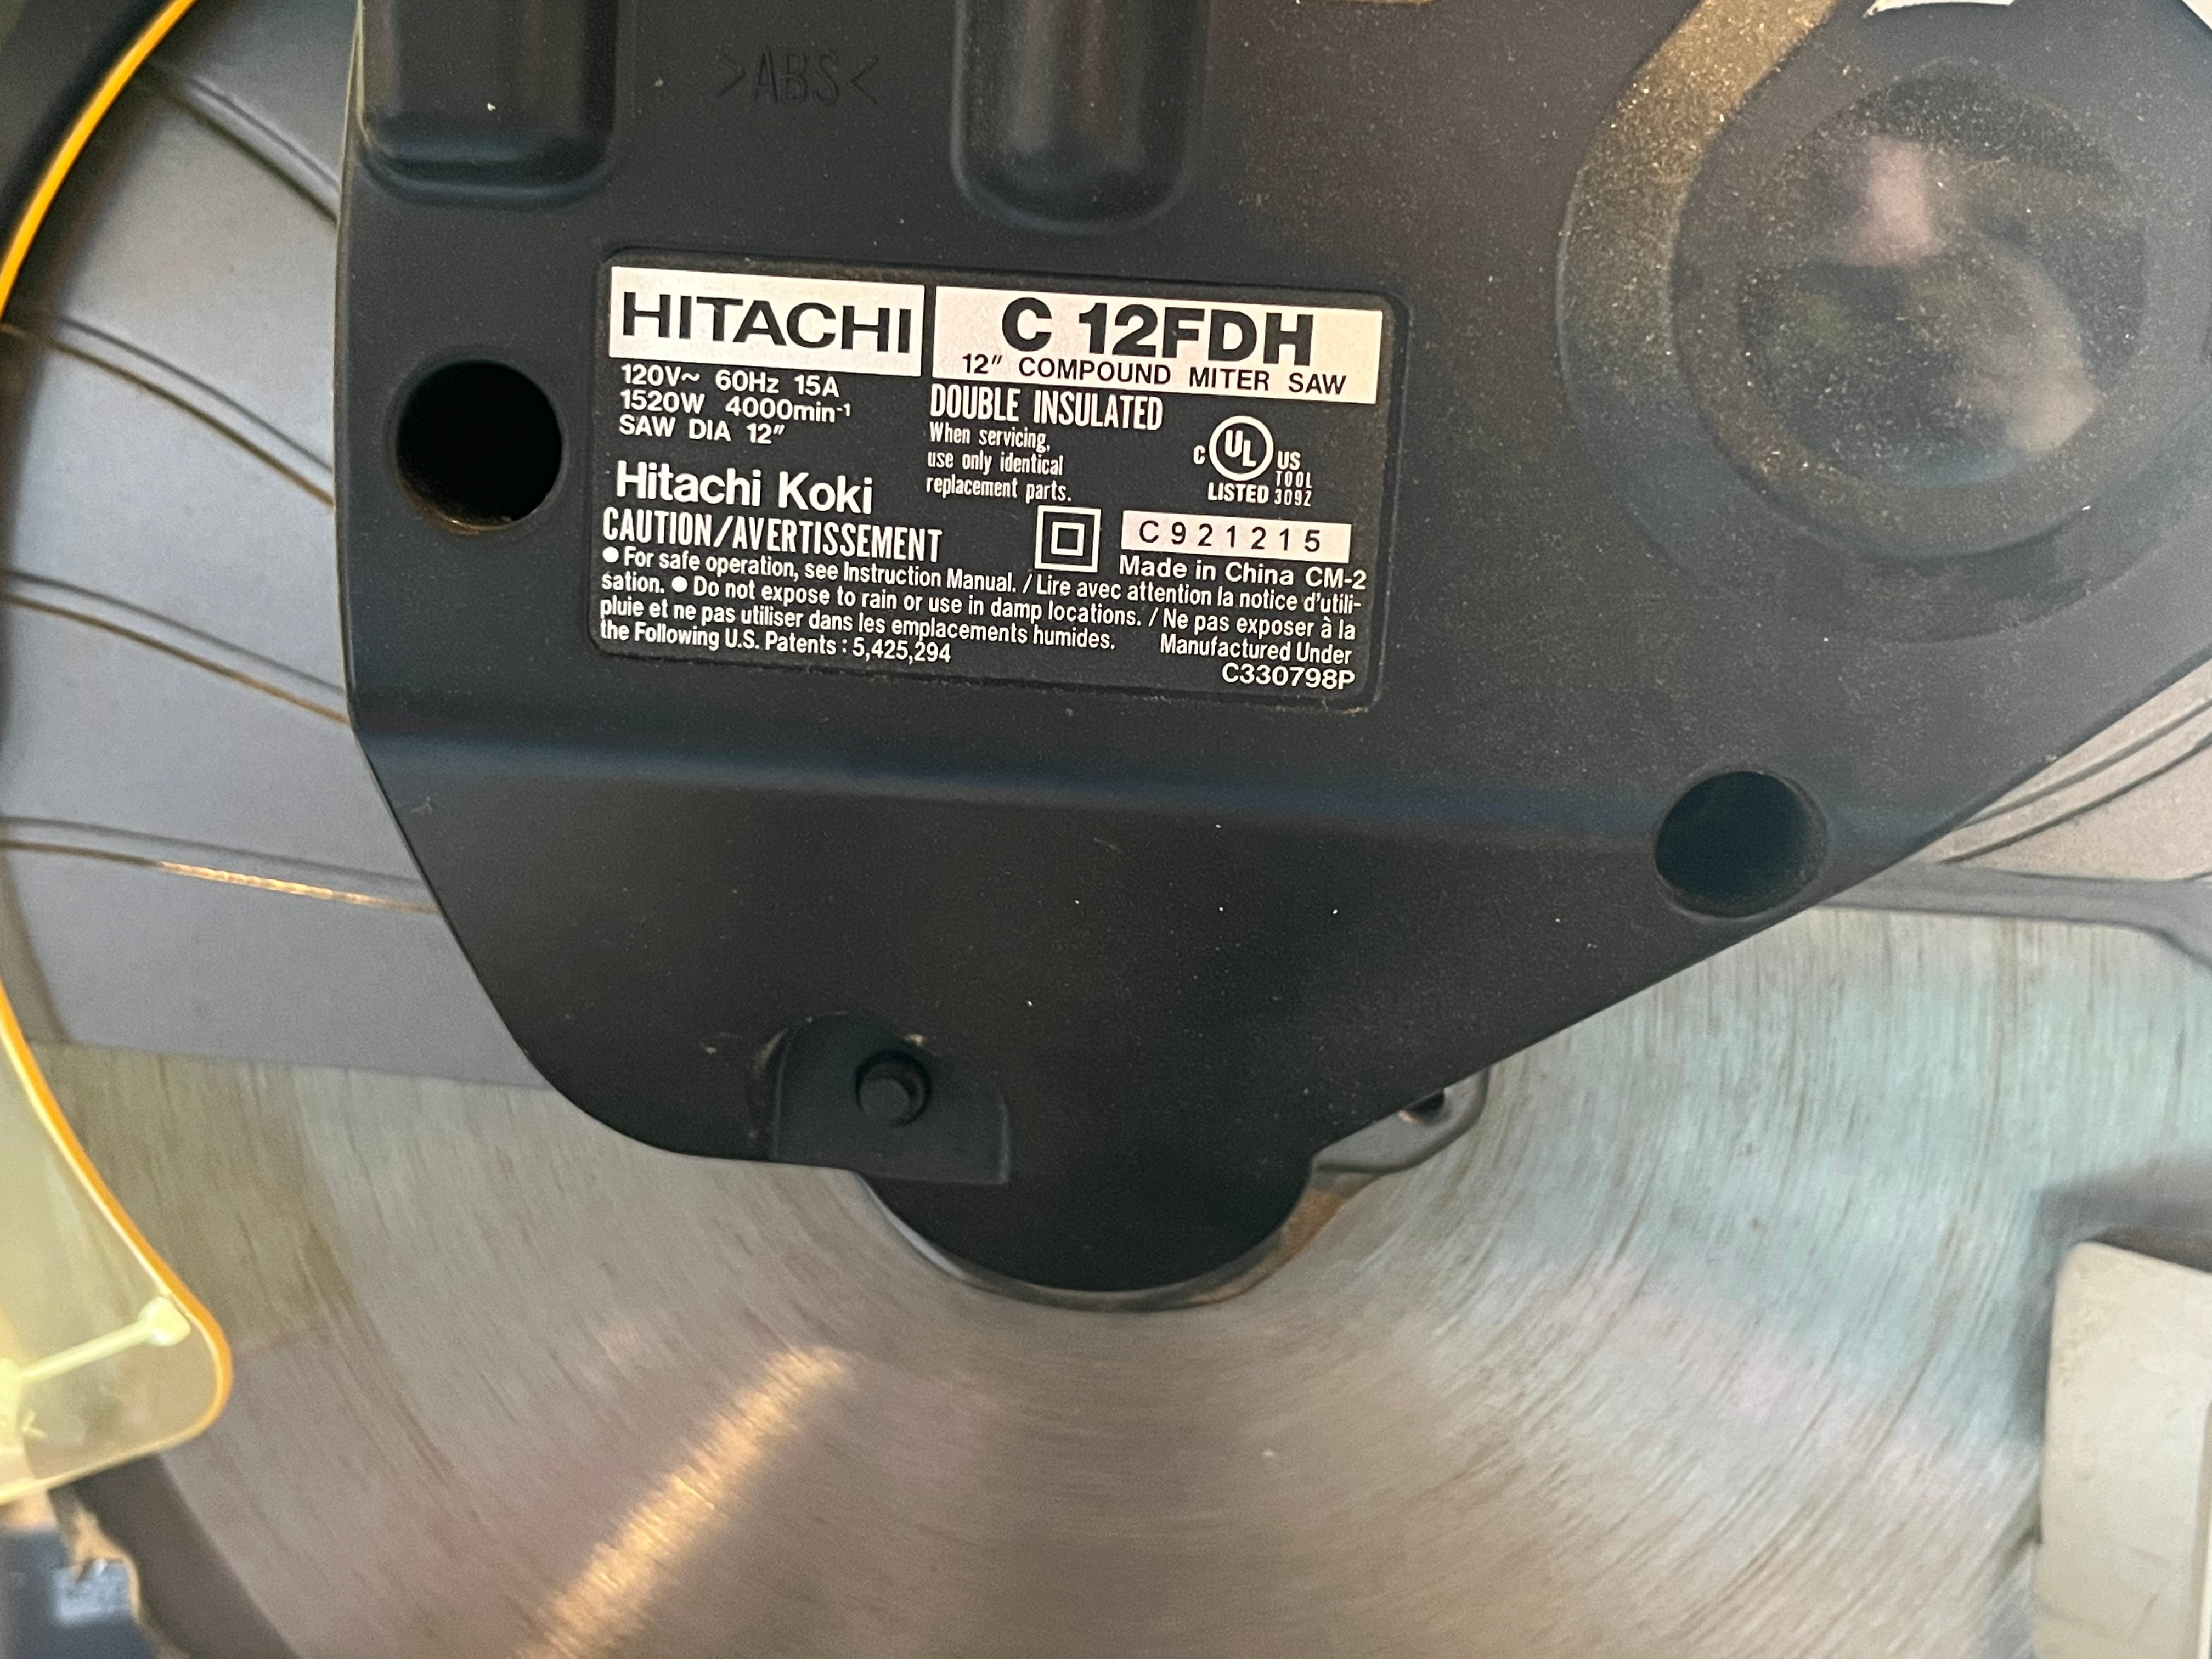 >ABS<
HITACHI
C 12FDH
12" COMPOUND MITER SAW
120V~ 60Hz 15A
1520W 4000min-1
SAW DIA 12"
Hitachi Koki
DOUBLE INSULATED
When servicing,
use only identical
replacement parts.
C UL US
TOOL
LISTED 309Z
C921215
Made in China CM-2
CAUTION/AVERTISSEMENT
● For safe operation, see Instruction Manual. / Lire avec attention la notice d'utili-
sation. ● Do not expose to rain or use in damp locations. / Ne pas exposer à la
pluie et ne pas utiliser dans les emplacements humides. Manufactured Under
the Following U.S. Patents : 5,425,294
C330798P